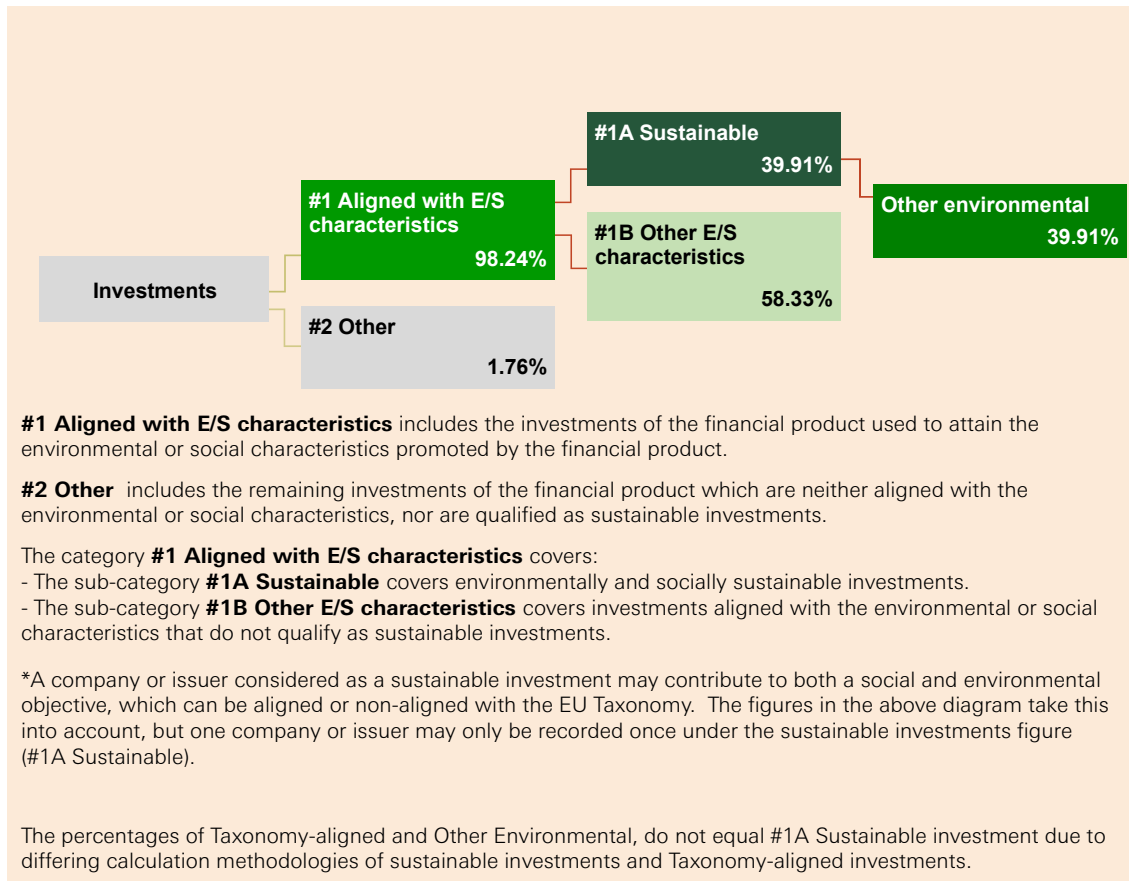 #1A Sustainable
39.91%
#1 Aligned with E/S
characteristics
98.24%
Other environmental
39.91%
#1B Other E/S
characteristics
58.33%
Investments
#2 Other
1.76%
#1 Aligned with E/S characteristics includes the investments of the financial product used to attain the
environmental or social characteristics promoted by the financial product.
#2 Other includes the remaining investments of the financial product which are neither aligned with the
environmental or social characteristics, nor are qualified as sustainable investments.
The category #1 Aligned with E/S characteristics covers:
- The sub-category #1A Sustainable covers environmentally and socially sustainable investments.
- The sub-category #1B Other E/S characteristics covers investments aligned with the environmental or social
characteristics that do not qualify as sustainable investments.
*A company or issuer considered as a sustainable investment may contribute to both a social and environmental
objective, which can be aligned or non-aligned with the EU Taxonomy. The figures in the above diagram take this
into account, but one company or issuer may only be recorded once under the sustainable investments figure
(#1A Sustainable).
The percentages of Taxonomy-aligned and Other Environmental, do not equal #1A Sustainable investment due to
differing calculation methodologies of sustainable investments and Taxonomy-aligned investments.